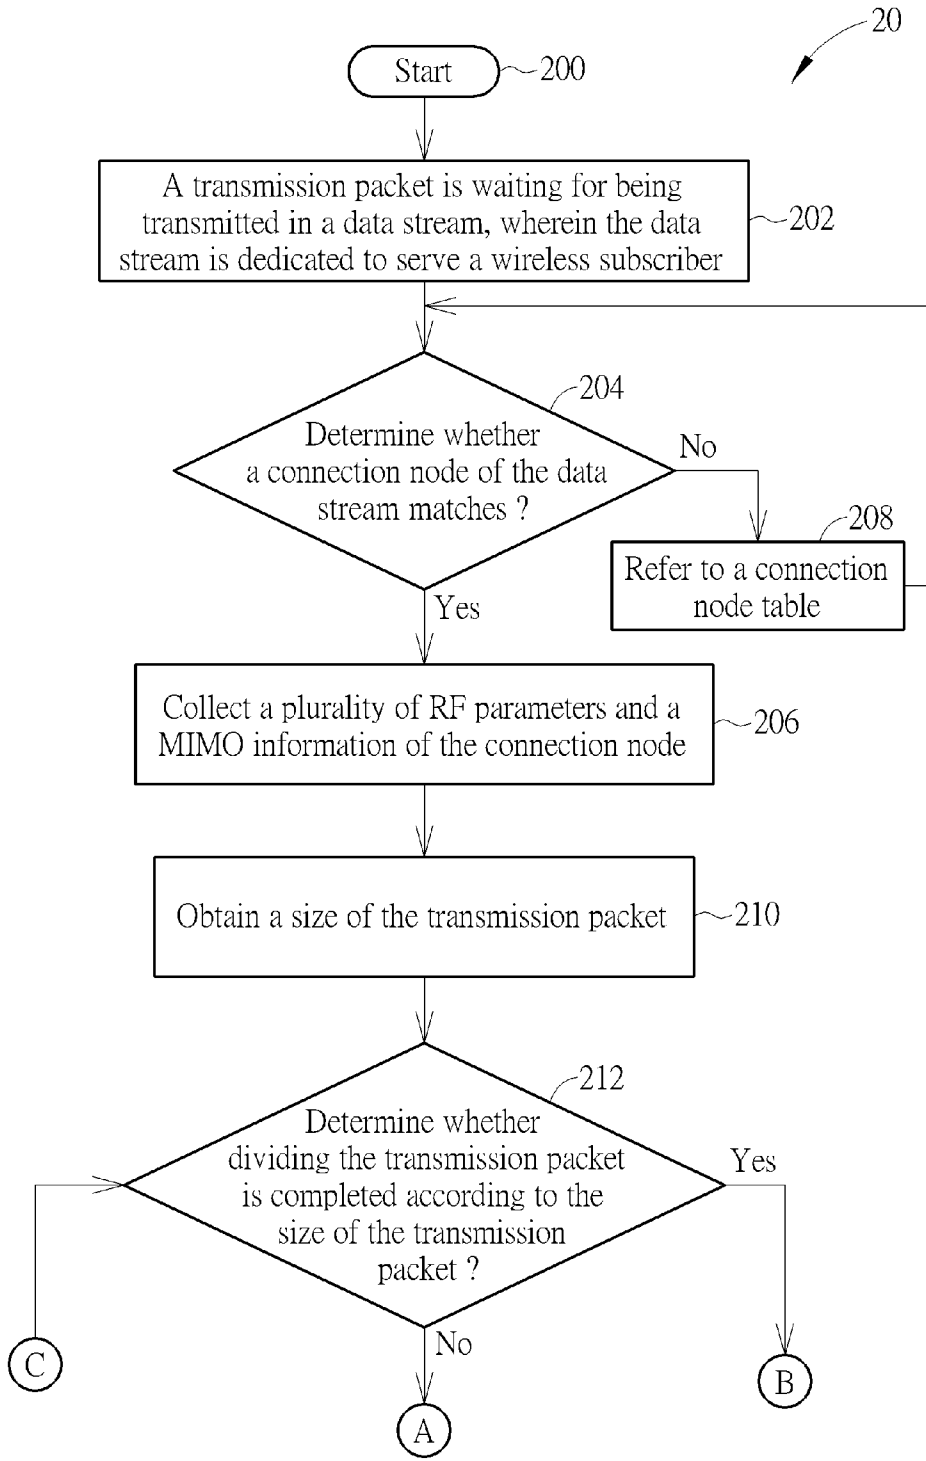 20
Start
200
A transmission packet is waiting for being
transmitted in a data stream, wherein the data
stream is dedicated to serve a wireless subscriber
202
204
Determine whether
a connection node of the data
stream matches ?
No
208
Refer to a connection
node table
Yes
Collect a plurality of RF parameters and a
MIMO information of the connection node
206
Obtain a size of the transmission packet
210
212
Determine whether
dividing the transmission packet
is completed according to the
size of the transmission
packet ?
Yes
No
C
B
A